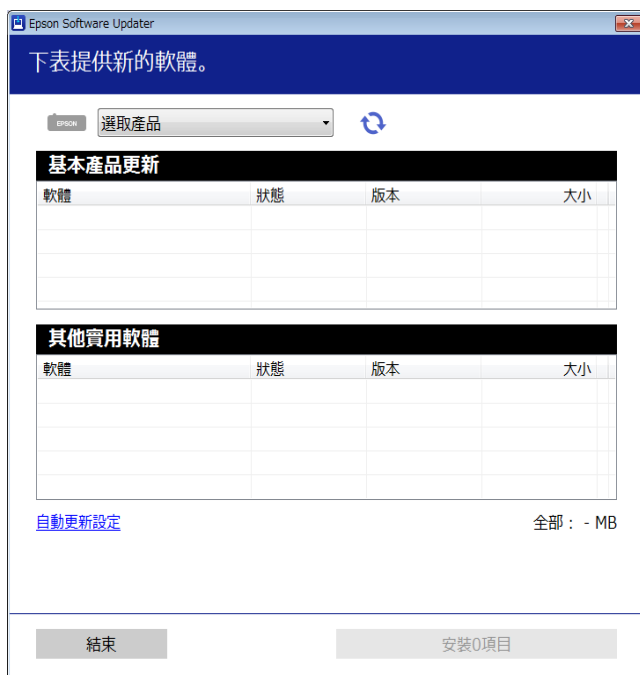 Epson Software Updater
下表提供新的軟體。
EPSON 選取產品
基本產品更新
軟體 狀態 版本 大小
其他實用軟體
軟體 狀態 版本 大小
自動更新設定 全部： - MB
結束 安裝0項目